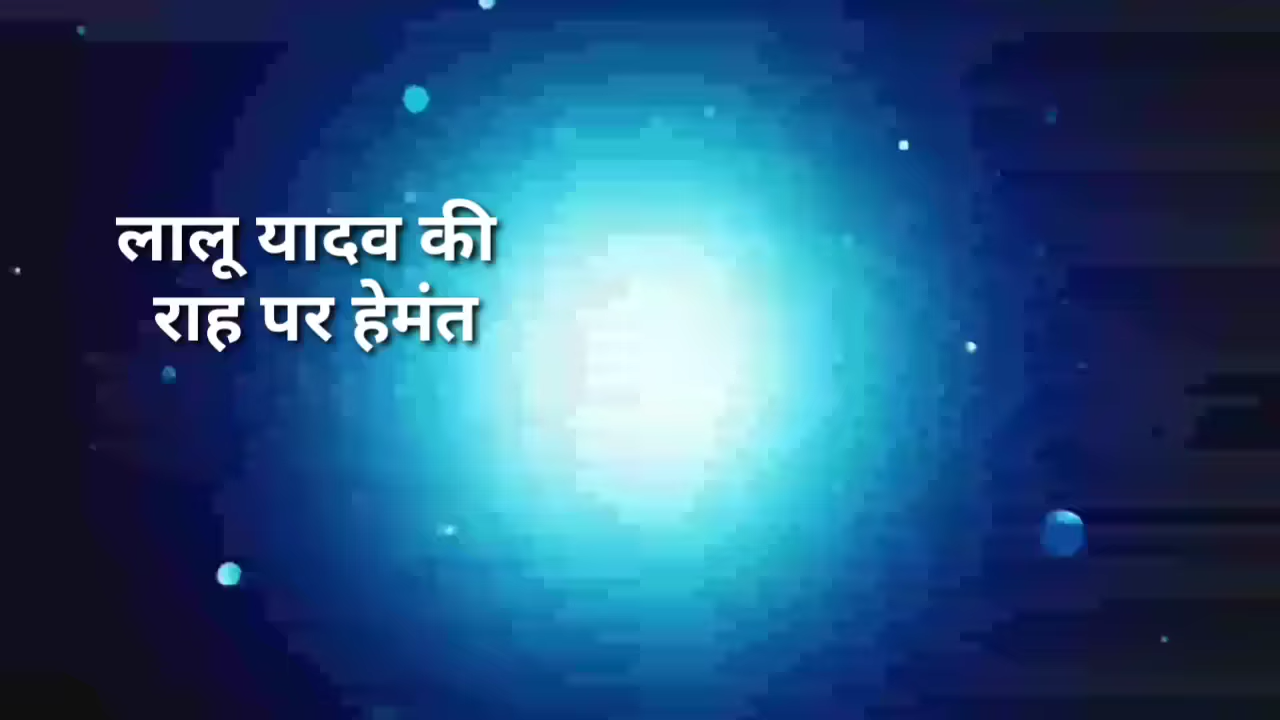 लालू यादव की
राह पर हेमंत